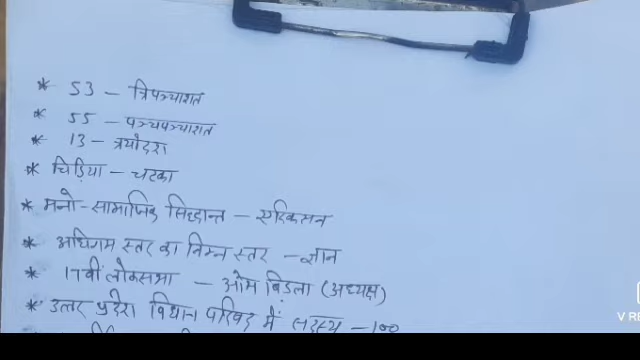 * 53 - त्रिपञ्चाशत
* 55 - पञ्चपञ्चाशत
* 13 - त्रयोदश
* चिड़िया - चटका
* मनो-सामाजिक सिद्धान्त - एरिकसन
* अधिगम स्तर का निम्न स्तर - ज्ञान
* 17वी लोकसभा - ओम बिड़ला (अध्यक्ष)
* उत्तर प्रदेश विधान परिषद में सदस्य - 100
V RE